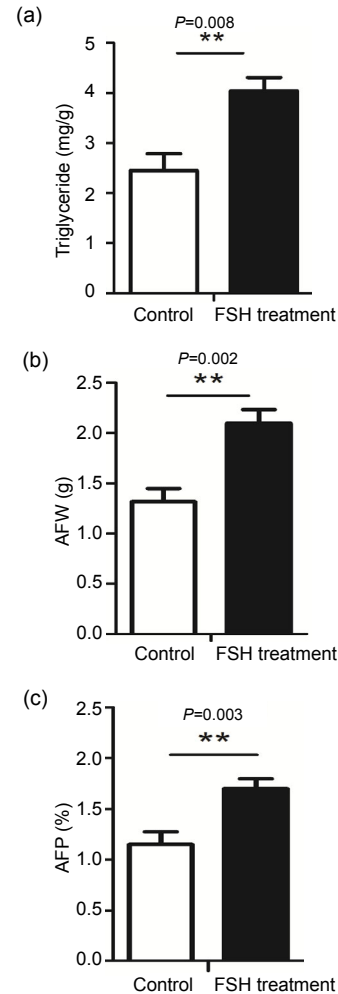 (a)
P=0.008
**
5
4
3
2
1
0
Triglyceride (mg/g)
Control FSH treatment
(b)
P=0.002
**
2.5
2.0
1.5
1.0
0.5
0.0
AFW (g)
Control FSH treatment
(c)
P=0.003
**
2.5
2.0
1.5
1.0
0.5
0.0
AFP (%)
Control FSH treatment